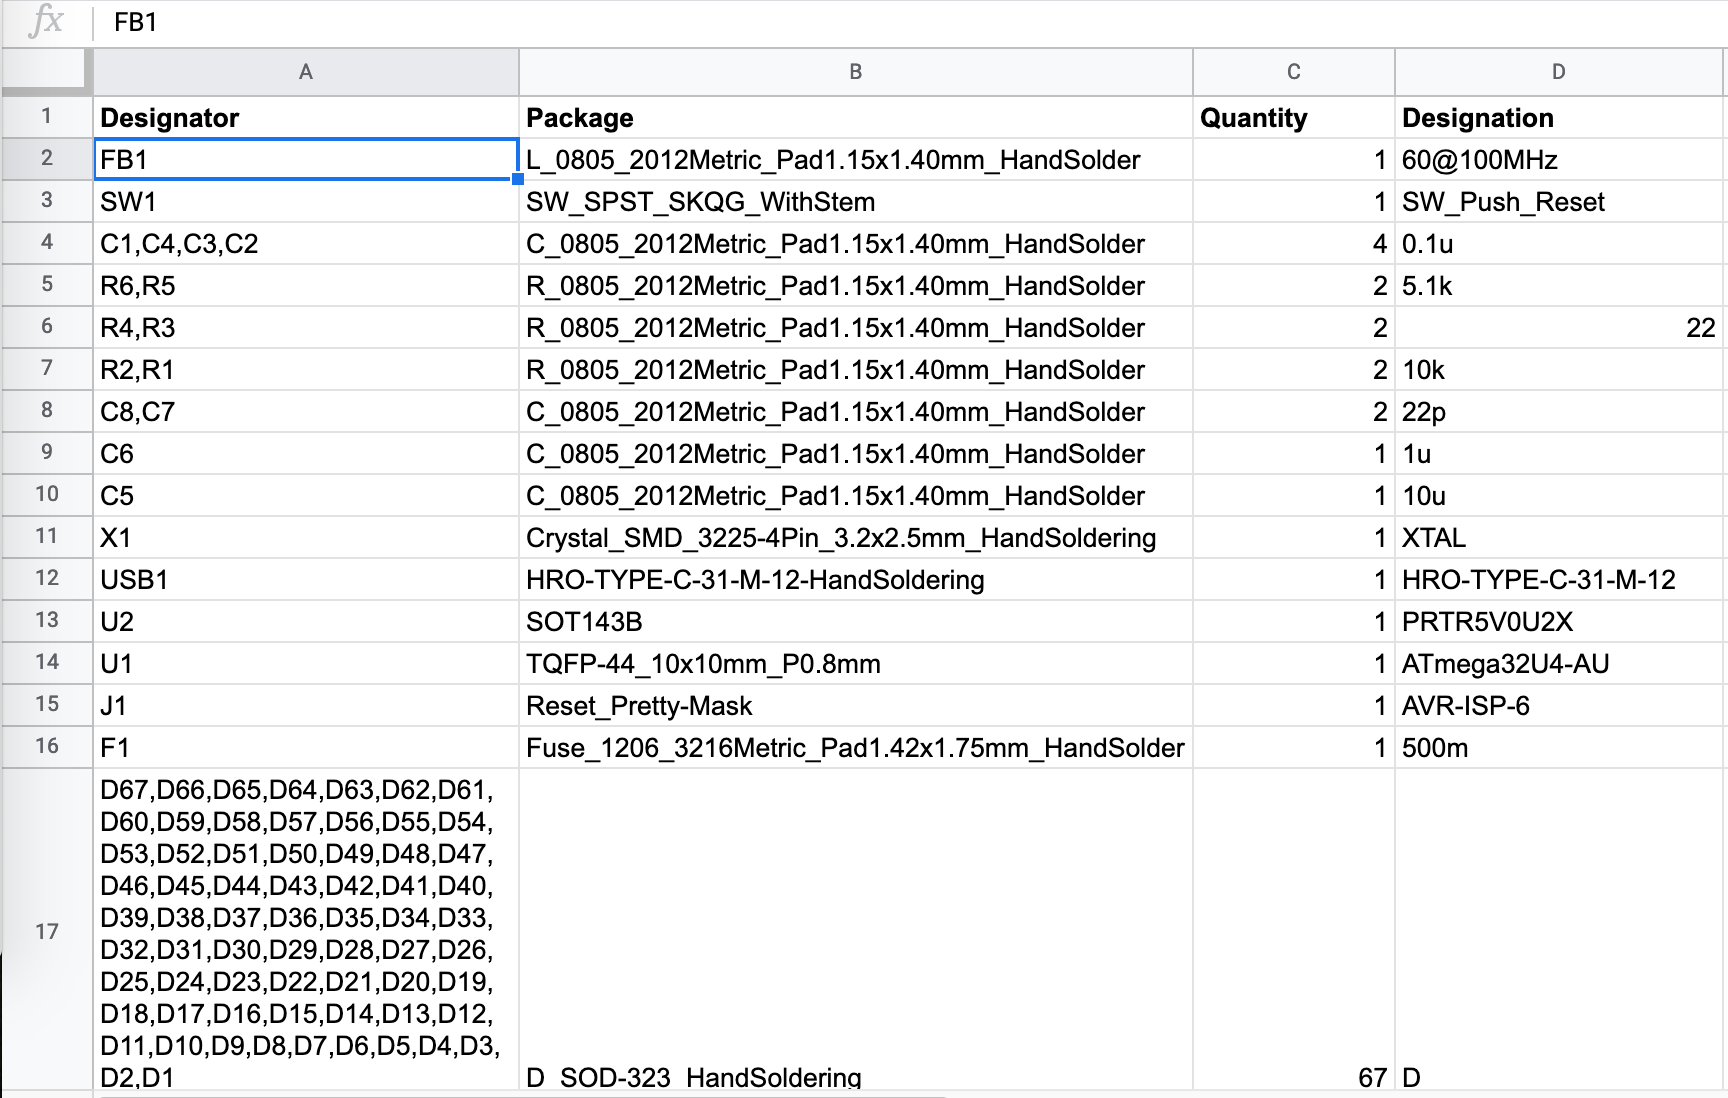 fx FB1
A B C D
1 Designator Package Quantity Designation
2 FB1 L_0805_2012Metric_Pad1.15x1.40mm_HandSolder 1 60@100MHz
3 SW1 SW_SPST_SKQG_WithStem 1 SW_Push_Reset
4 C1,C4,C3,C2 C_0805_2012Metric_Pad1.15x1.40mm_HandSolder 4 0.1u
5 R6,R5 R_0805_2012Metric_Pad1.15x1.40mm_HandSolder 2 5.1k
6 R4,R3 R_0805_2012Metric_Pad1.15x1.40mm_HandSolder 2 22
7 R2,R1 R_0805_2012Metric_Pad1.15x1.40mm_HandSolder 2 10k
8 C8,C7 C_0805_2012Metric_Pad1.15x1.40mm_HandSolder 2 22p
9 C6 C_0805_2012Metric_Pad1.15x1.40mm_HandSolder 1 1u
10 C5 C_0805_2012Metric_Pad1.15x1.40mm_HandSolder 1 10u
11 X1 Crystal_SMD_3225-4Pin_3.2x2.5mm_HandSoldering 1 XTAL
12 USB1 HRO-TYPE-C-31-M-12-HandSoldering 1 HRO-TYPE-C-31-M-12
13 U2 SOT143B 1 PRTR5V0U2X
14 U1 TQFP-44_10x10mm_P0.8mm 1 ATmega32U4-AU
15 J1 Reset_Pretty-Mask 1 AVR-ISP-6
16 F1 Fuse_1206_3216Metric_Pad1.42x1.75mm_HandSolder 1 500m
D67,D66,D65,D64,D63,D62,D61,
D60,D59,D58,D57,D56,D55,D54,
D53,D52,D51,D50,D49,D48,D47,
D46,D45,D44,D43,D42,D41,D40,
D39,D38,D37,D36,D35,D34,D33,
17 D32,D31,D30,D29,D28,D27,D26,
D25,D24,D23,D22,D21,D20,D19,
D18,D17,D16,D15,D14,D13,D12,
D11,D10,D9,D8,D7,D6,D5,D4,D3,
D2,D1 D_SOD-323_HandSoldering 67 D